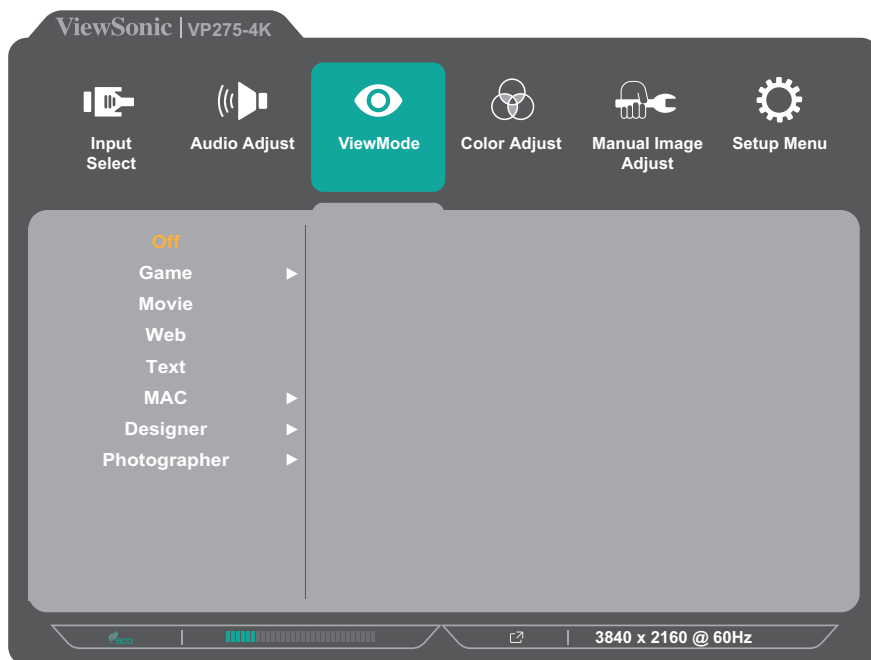 ViewSonic | VP275-4K
Input
Select
Audio Adjust
ViewMode
Color Adjust
Manual Image
Adjust
Setup Menu
Off
Game
Movie
Web
Text
MAC
Designer
Photographer
eco
3840 x 2160 @ 60Hz